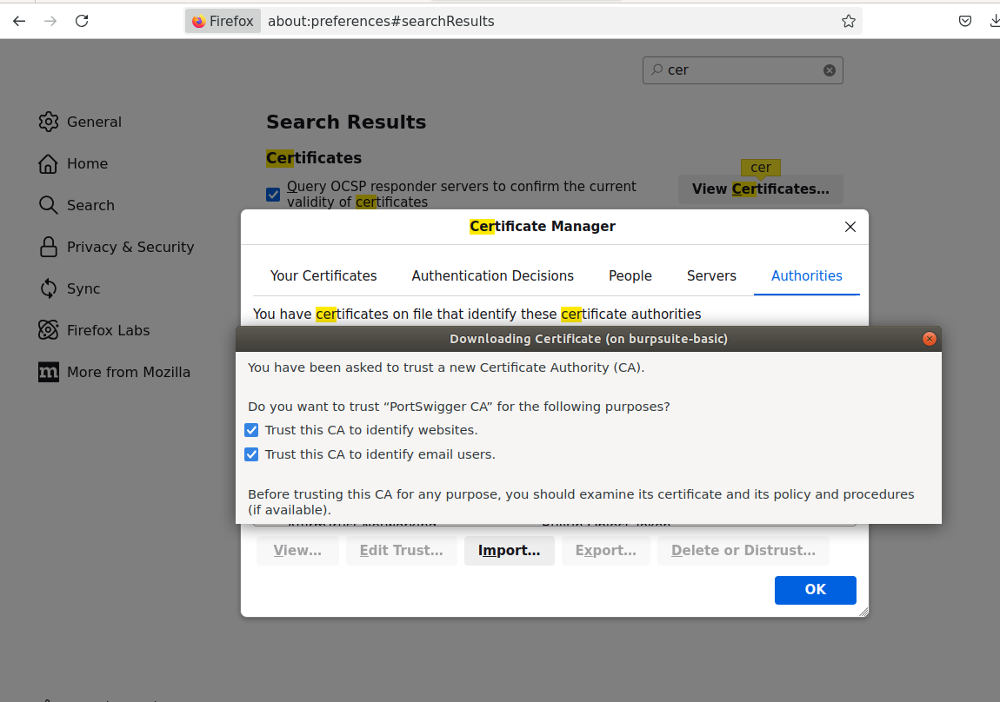 Firefox
about:preferences#searchResults
cer
General
Home
Search
Privacy & Security
Sync
Firefox Labs
More from Mozilla
Search Results
Certificates
Query OCSP responder servers to confirm the current
validity of certificates
cer
View Certificates...
Certificate Manager
Your Certificates Authentication Decisions People Servers Authorities
You have certificates on file that identify these certificate authorities
Downloading Certificate (on burpsuite-basic)
You have been asked to trust a new Certificate Authority (CA).
Do you want to trust “PortSwigger CA” for the following purposes?
Trust this CA to identify websites.
Trust this CA to identify email users.
Before trusting this CA for any purpose, you should examine its certificate and its policy and procedures
(if available).
View... Edit Trust... Import... Export... Delete or Distrust...
OK